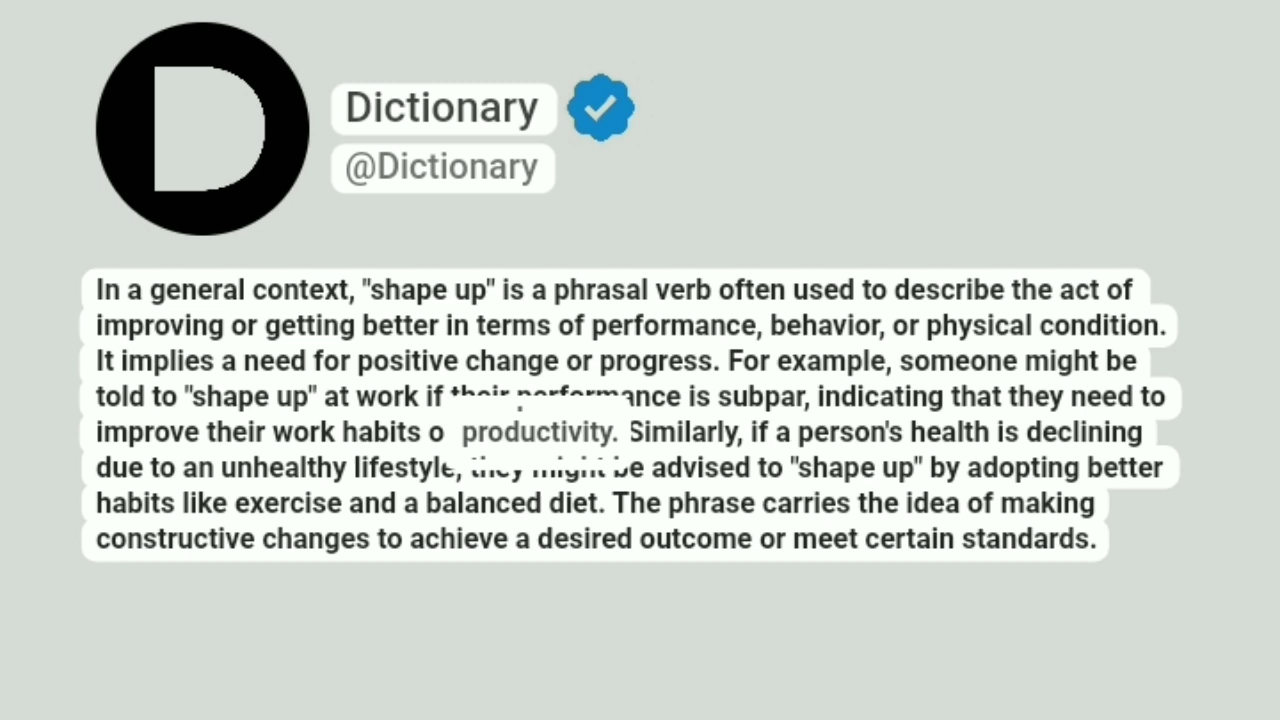 D
Dictionary
@Dictionary
In a general context, "shape up" is a phrasal verb often used to describe the act of
improving or getting better in terms of performance, behavior, or physical condition.
It implies a need for positive change or progress. For example, someone might be
told to "shape up" at work if their performance is subpar, indicating that they need to
improve their work habits o productivity. Similarly, if a person's health is declining
due to an unhealthy lifestyle, they might be advised to "shape up" by adopting better
habits like exercise and a balanced diet. The phrase carries the idea of making
constructive changes to achieve a desired outcome or meet certain standards.